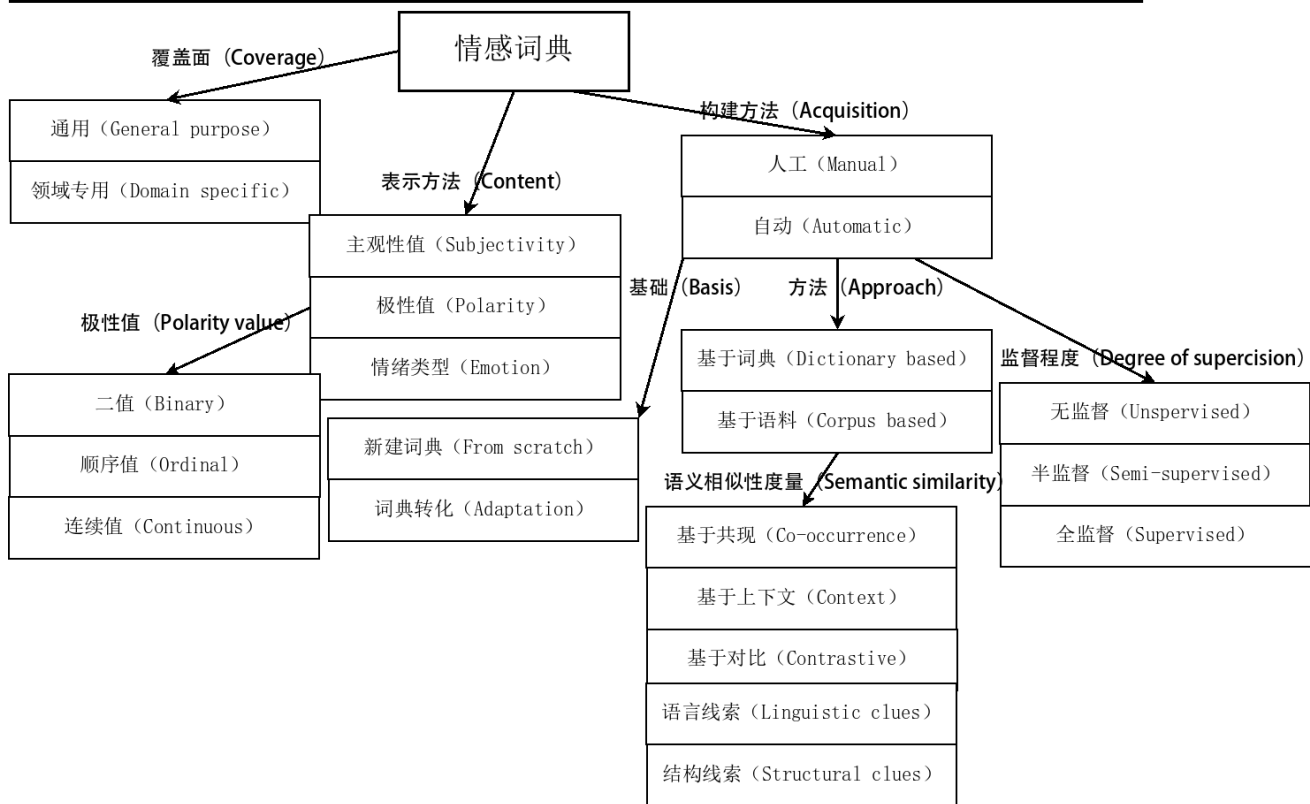 情感词典
覆盖面（Coverage）
通用（General purpose）
领域专用（Domain specific）
构建方法（Acquisition）
人工（Manual）
自动（Automatic）
表示方法（Content）
主观性值（Subjectivity）
极性值（Polarity）
情绪类型（Emotion）
极性值（Polarity value）
二值（Binary）
顺序值（Ordinal）
连续值（Continuous）
基础（Basis）
新建词典（From scratch）
词典转化（Adaptation）
方法（Approach）
基于词典（Dictionary based）
基于语料（Corpus based）
监督程度（Degree of supercision）
无监督（Unspervised）
半监督（Semi-supervised）
全监督（Supervised）
语义相似性度量（Semantic similarity）
基于共现（Co-occurrence）
基于上下文（Context）
基于对比（Contrastive）
语言线索（Linguistic clues）
结构线索（Structural clues）